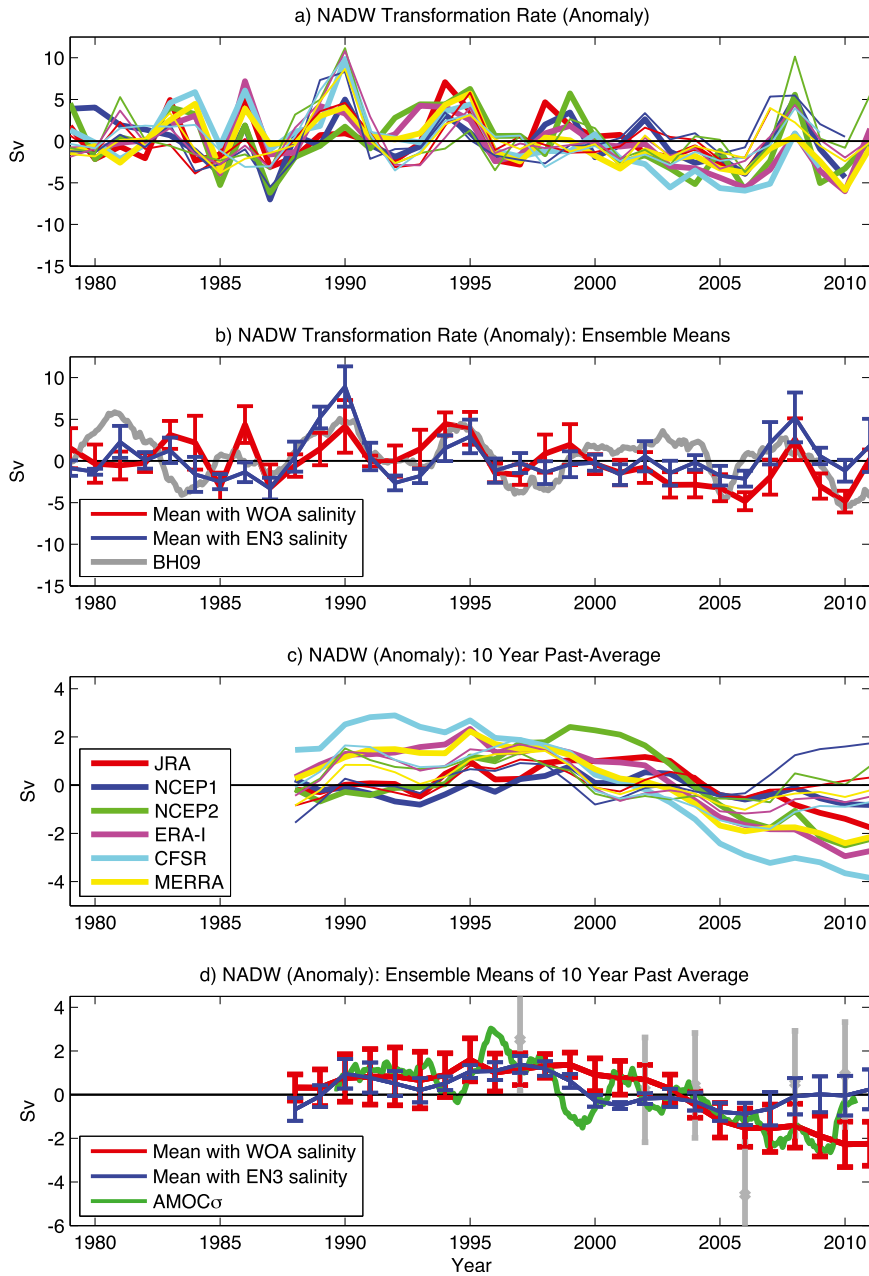 a) NADW Transformation Rate (Anomaly)
10
5
0
-5
-10
-15
Sv
1980 1985 1990 1995 2000 2005 2010
b) NADW Transformation Rate (Anomaly): Ensemble Means
10
5
0
-5
-10
-15
Sv
Mean with WOA salinity
Mean with EN3 salinity
BH09
1980 1985 1990 1995 2000 2005 2010
c) NADW (Anomaly): 10 Year Past-Average
4
2
0
-2
-4
Sv
JRA
NCEP1
NCEP2
ERA-I
CFSR
MERRA
1980 1985 1990 1995 2000 2005 2010
d) NADW (Anomaly): Ensemble Means of 10 Year Past Average
4
2
0
-2
-4
-6
Sv
Mean with WOA salinity
Mean with EN3 salinity
AMOCσ
1980 1985 1990 1995 2000 2005 2010
Year